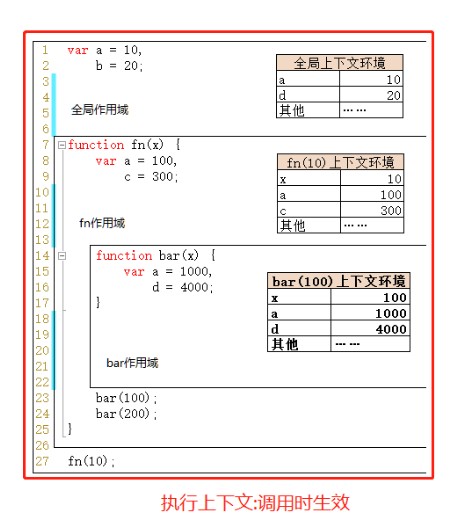 1 var a = 10,
2 b = 20;
3
4
5
6
全局作用域
全局上下文环境
a 10
d 20
其他 ……
7 function fn(x) {
8 var a = 100,
9 c = 300;
10
11
12
13
fn作用域
fn(10)上下文环境
x 10
a 100
c 300
其他 ……
14 function bar(x) {
15 var a = 1000,
16 d = 4000;
17 }
18
19
20
21
22
bar作用域
bar(100)上下文环境
x 100
a 1000
d 4000
其他 ……
23 bar(100);
24 bar(200);
25 }
26
27 fn(10);
执行上下文:调用时生效